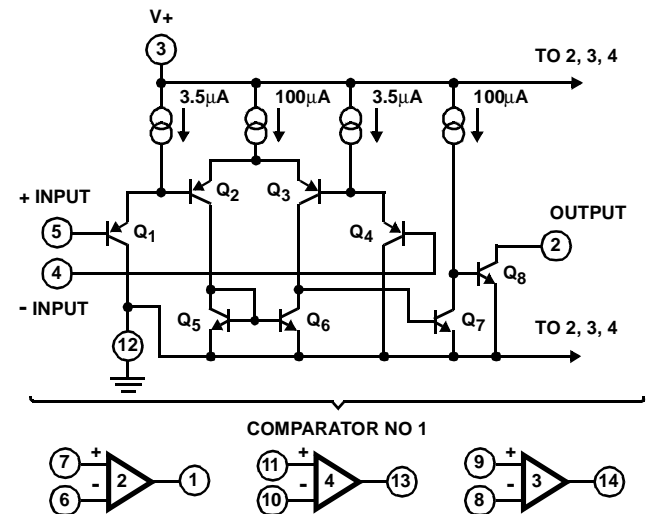 V+
3
TO 2, 3, 4
3.5µA 100µA 3.5µA 100µA
+ INPUT
Q2 Q3
5 Q1 Q4 OUTPUT
2
4 Q8
- INPUT
Q5 Q6 Q7 TO 2, 3, 4
12
COMPARATOR NO 1
7 + 11 + 9 +
2 1 4 13 3 14
6 - 10 - 8 -